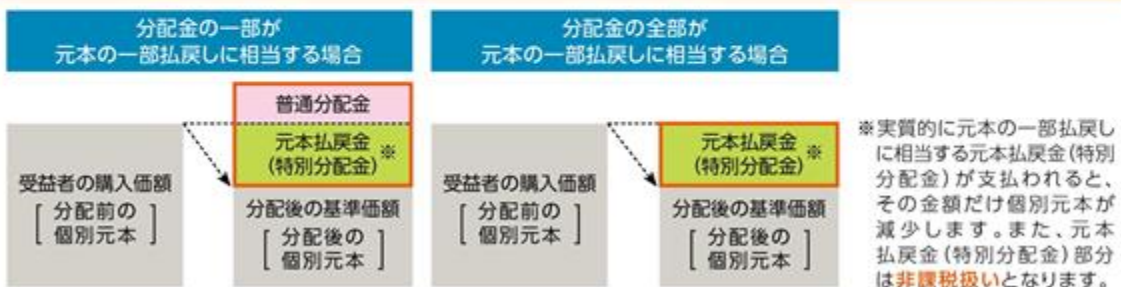 分配金の一部が
元本の一部払戻しに相当する場合
普通分配金
元本払戻金
(特別分配金)※
受益者の購入価額
[分配前の
個別元本]
分配後の基準価額
[分配後の
個別元本]
分配金の全部が
元本の一部払戻しに相当する場合
元本払戻金
(特別分配金)※
受益者の購入価額
[分配前の
個別元本]
分配後の基準価額
[分配後の
個別元本]
※実質的に元本の一部払戻し
に相当する元本払戻金(特別
分配金)が支払われると、
その金額だけ個別元本が
減少します。また、元本
払戻金(特別分配金)部分
は非課税扱いとなります。